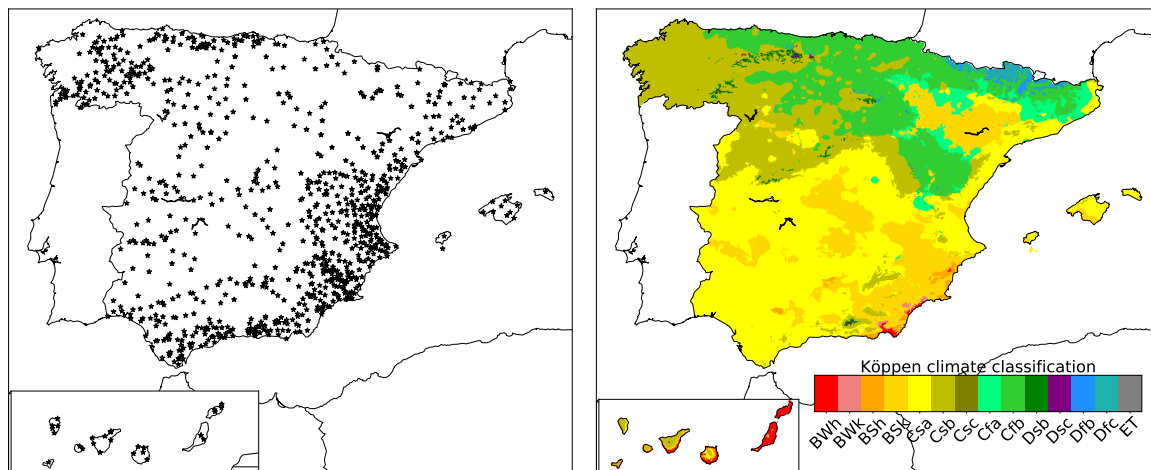 Köppen climate classification
BWh
BWk
BSh
BSk
Csa
Csb
Csc
Cfa
Cfb
Dsb
Dsc
Dfb
Dfc
ET